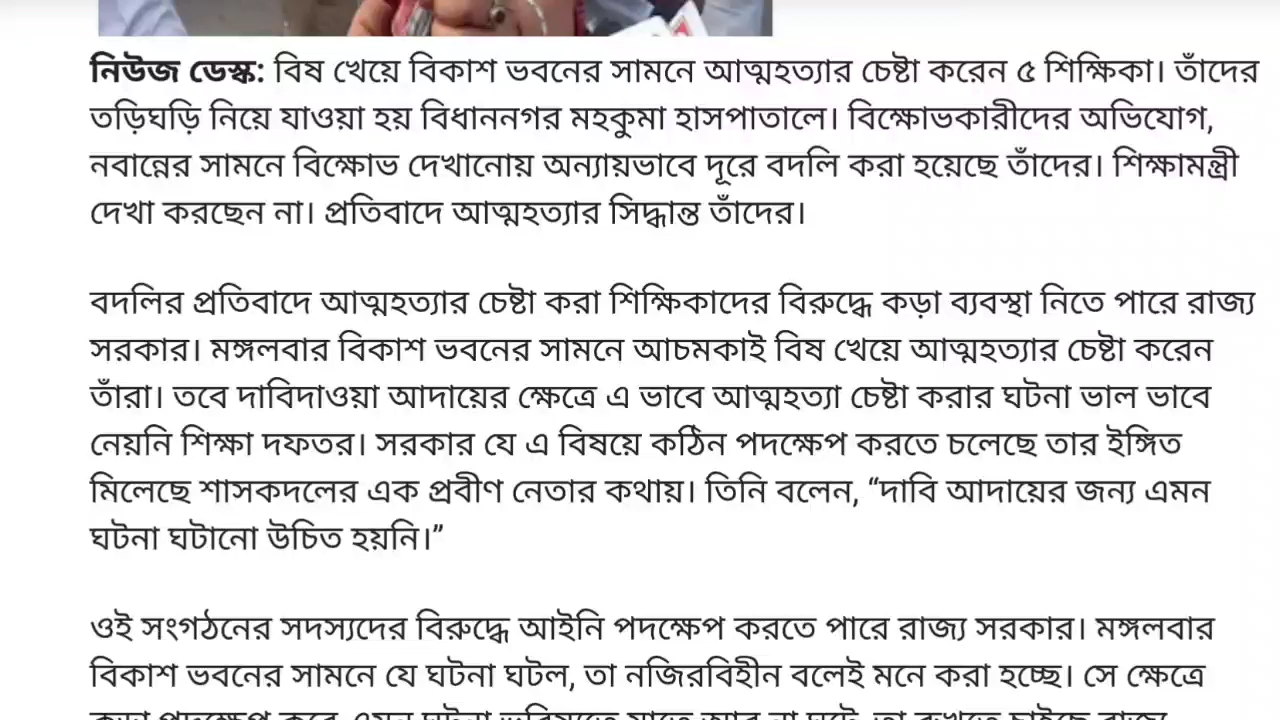 নিউজ ডেস্ক: বিষ খেয়ে বিকাশ ভবনের সামনে আত্মহত্যার চেষ্টা করেন ৫ শিক্ষিকা। তাঁদের
তড়িঘড়ি নিয়ে যাওয়া হয় বিধাননগর মহকুমা হাসপাতালে। বিক্ষোভকারীদের অভিযোগ,
নবান্নের সামনে বিক্ষোভ দেখানোয় অন্যায়ভাবে দূরে বদলি করা হয়েছে তাঁদের। শিক্ষামন্ত্রী
দেখা করছেন না। প্রতিবাদে আত্মহত্যার সিদ্ধান্ত তাঁদের।
বদলির প্রতিবাদে আত্মহত্যার চেষ্টা করা শিক্ষিকাদের বিরুদ্ধে কড়া ব্যবস্থা নিতে পারে রাজ্য
সরকার। মঙ্গলবার বিকাশ ভবনের সামনে আচমকাই বিষ খেয়ে আত্মহত্যার চেষ্টা করেন
তাঁরা। তবে দাবিদাওয়া আদায়ের ক্ষেত্রে এ ভাবে আত্মহত্যা চেষ্টা করার ঘটনা ভাল ভাবে
নেয়নি শিক্ষা দফতর। সরকার যে এ বিষয়ে কঠিন পদক্ষেপ করতে চলেছে তার ইঙ্গিত
মিলেছে শাসকদলের এক প্রবীণ নেতার কথায়। তিনি বলেন, “দাবি আদায়ের জন্য এমন
ঘটনা ঘটানো উচিত হয়নি।”
ওই সংগঠনের সদস্যদের বিরুদ্ধে আইনি পদক্ষেপ করতে পারে রাজ্য সরকার। মঙ্গলবার
বিকাশ ভবনের সামনে যে ঘটনা ঘটল, তা নজিরবিহীন বলেই মনে করা হচ্ছে। সে ক্ষেত্রে